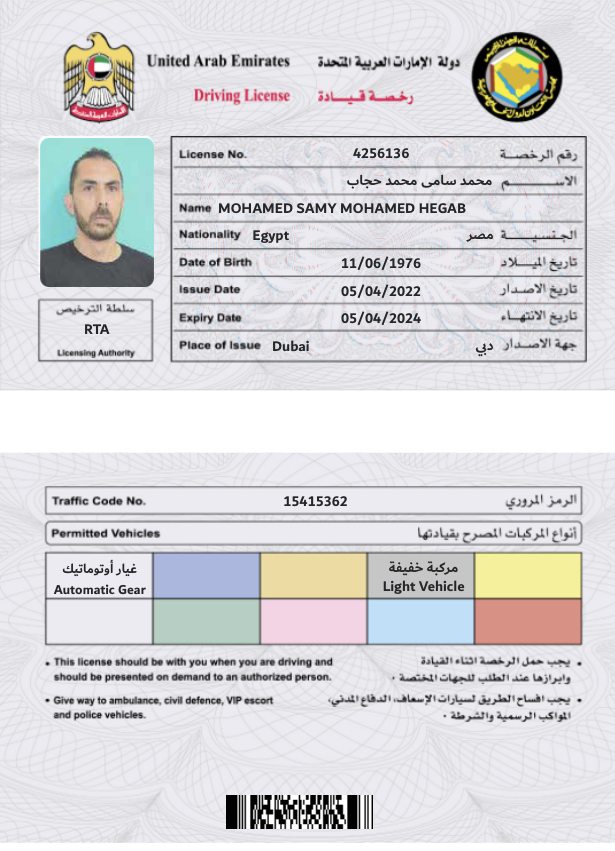 United Arab Emirates دولة الإمارات العربية المتحدة
Driving License رخصة قيادة
License No. 4256136 رقم الرخصة
الاسم محمد سامى محمد حجاب
Name MOHAMED SAMY MOHAMED HEGAB
Nationality Egypt الجنسية مصر
Date of Birth 11/06/1976 تاريخ الميلاد
Issue Date 05/04/2022 تاريخ الاصدار
Expiry Date 05/04/2024 تاريخ الانتهاء
Place of Issue Dubai جهة الاصدار دبي
سلطة الترخيص
RTA
Licensing Authority
Traffic Code No. 15415362 الرمز المروري
Permitted Vehicles أنواع المركبات المصرح بقيادتها
غيار أوتوماتيك
Automatic Gear
مركبة خفيفة
Light Vehicle
• This license should be with you when you are driving and
should be presented on demand to an authorized person.
• يجب حمل الرخصة اثناء القيادة
وابرازها عند الطلب للجهات المختصة .
• Give way to ambulance, civil defence, VIP escort
and police vehicles.
• يجب افساح الطريق لسيارات الإسعاف، الدفاع المدني،
المواكب الرسمية والشرطة .